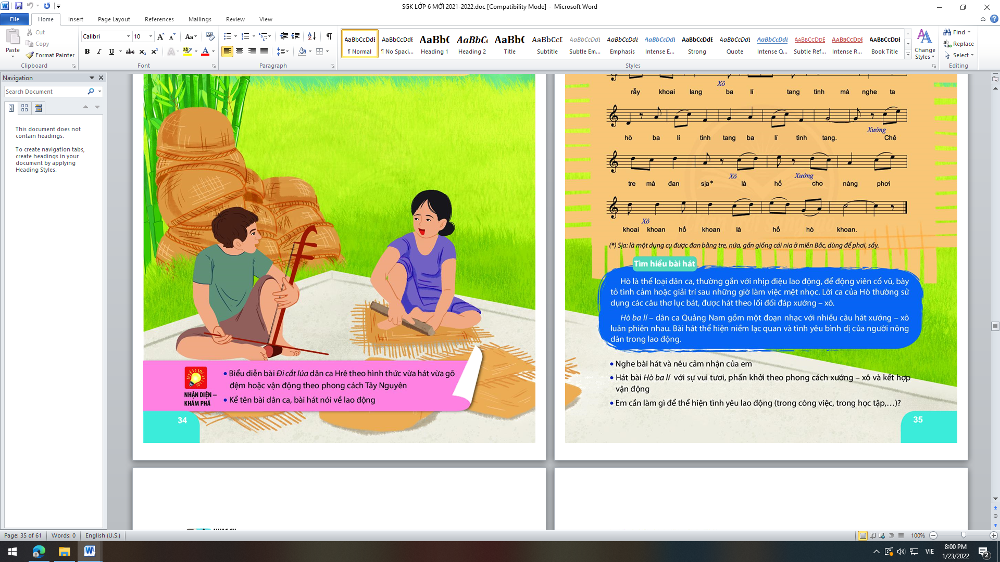 SGK LỚP 6 MỚI 2021-2022.doc [Compatibility Mode] - Microsoft Word
File Home Insert Page Layout References Mailings Review View
Paste
Cut
Copy
Format Painter
Clipboard
Calibri 10
Font
Paragraph
AaBbCcDdE AaBbCcDdE AaBbC AaBbCc AaBbC AaBbCcI AaBbCcDdE AaBbCcDdE AaBbCcDdE AaBbCcDdE AaBbCcDdE AaBbCcDdE AABBCCDDE AABBCCDDE AaBbCcDdE
¶ Normal ¶ No Spaci... Heading 1 Heading 2 Title Subtitle Subtle Em... Emphasis Intense E... Strong Quote Intense Q... Subtle Ref... Intense R... Book Title
Styles
Change Styles
Find
Replace
Select
Editing
Navigation
Search Document
This document does not
contain headings.
To create navigation tabs,
create headings in your
document by applying
Heading Styles.
NHẬN DIỆN –
KHÁM PHÁ
• Biểu diễn bài Đi cắt lúa dân ca Hrê theo hình thức vừa hát vừa gõ
đệm hoặc vận động theo phong cách Tây Nguyên
• Kể tên bài dân ca, bài hát nói về lao động
34
Xô
rẫy khoai lang ba lí tang tình mà nghe ta
Xướng
hò ba lí tình tang ba lí tình tang. Chẻ
Xô Xướng
tre mà đan sịa* là hố cho nàng phơi
Xô
khoai khoan hố khoan là hố hò khoan.
(*) Sịa: là một dụng cụ được đan bằng tre, nứa, gần giống cái nia ở miền Bắc, dùng để phơi, sấy.
Tìm hiểu bài hát
Hò là thể loại dân ca, thường gắn với nhịp điệu lao động, để động viên cổ vũ, bày
tỏ tình cảm hoặc giải trí sau những giờ làm việc mệt nhọc. Lời ca của Hò thường sử
dụng các câu thơ lục bát, được hát theo lối đối đáp xướng – xô.
Hò ba lí – dân ca Quảng Nam gồm một đoạn nhạc với nhiều câu hát xướng – xô
luân phiên nhau. Bài hát thể hiện niềm lạc quan và tình yêu bình dị của người nông
dân trong lao động.
• Nghe bài hát và nêu cảm nhận của em
• Hát bài Hò ba lí với sự vui tươi, phấn khởi theo phong cách xướng – xô và kết hợp
vận động
• Em cần làm gì để thể hiện tình yêu lao động (trong công việc, trong học tập,…)?
35
Page: 35 of 61 Words: 0 English (U.S.) 100%
VIE
8:00 PM
1/23/2022
2